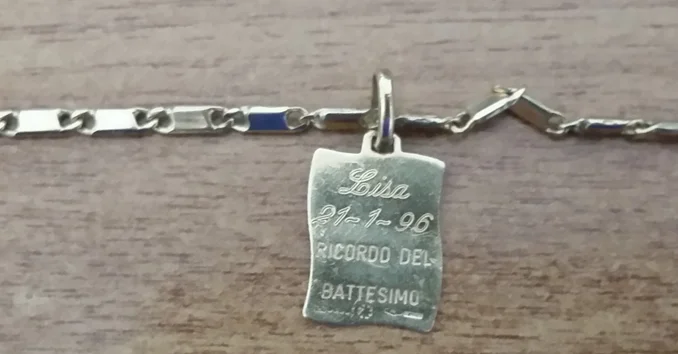 Lisa
21-1-96
RICORDO DEL
BATTESIMO